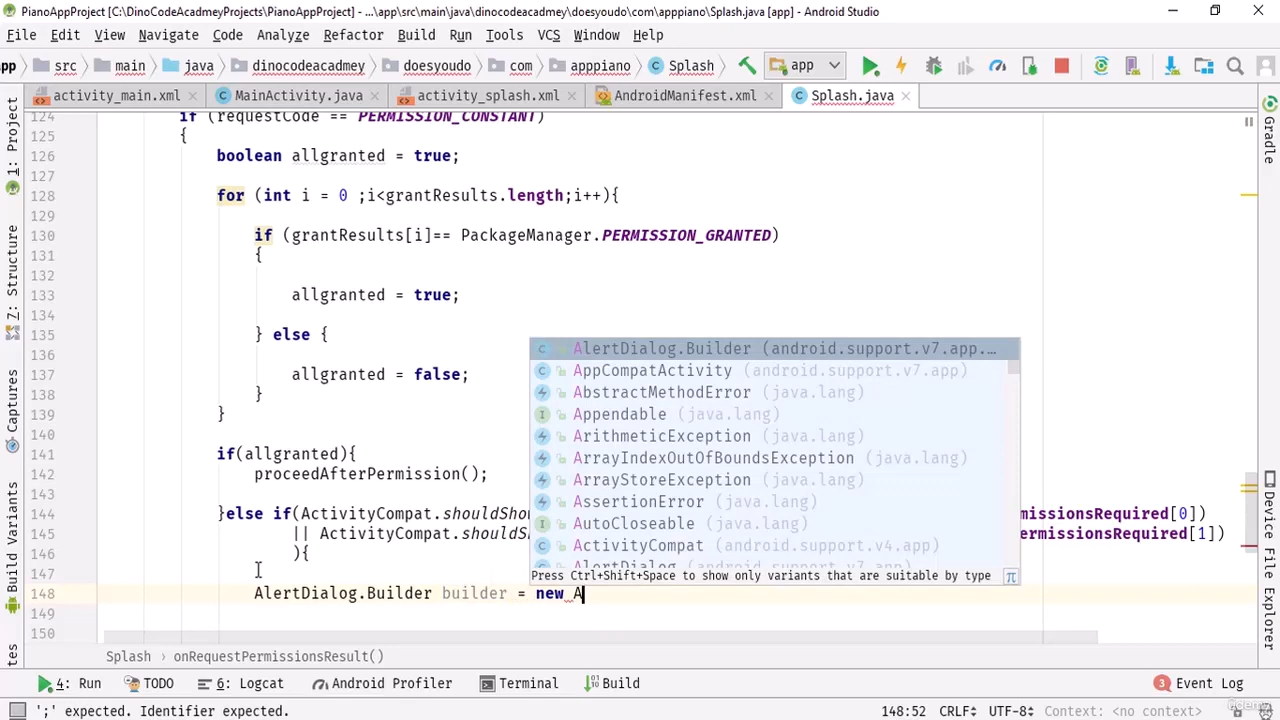 PianoAppProject [C:\DinoCodeAcadmeyProjects\PianoAppProject] - ...\app\src\main\java\dinocodeacadmey\doesyoudo\com\apppiano\Splash.java [app] - Android Studio
File Edit View Navigate Code Analyze Refactor Build Run Tools VCS Window Help
pp src main java dinocodeacadmey doesyoudo com apppiano Splash app
activity_main.xml MainActivity.java activity_splash.xml AndroidManifest.xml Splash.java
1: Project
7: Structure
Captures
Build Variants
tes
Gradle
Device File Explorer
124 if (requestCode == PERMISSION_CONSTANT)
125 {
126 boolean allgranted = true;
127
128 for (int i = 0 ;i<grantResults.length;i++){
129
130 if (grantResults[i]== PackageManager.PERMISSION_GRANTED)
131 {
132
133 allgranted = true;
134
135 } else {
136
137 allgranted = false;
138 }
139 }
140
141 if(allgranted){
142 proceedAfterPermission();
143
144 }else if(ActivityCompat.shouldSho missionsRequired[0])
145 || ActivityCompat.shouldS ermissionsRequired[1])
146 ){
147
148 AlertDialog.Builder builder = new A
149
150
AlertDialog.Builder (android.support.v7.app....
AppCompatActivity (android.support.v7.app)
AbstractMethodError (java.lang)
Appendable (java.lang)
ArithmeticException (java.lang)
ArrayIndexOutOfBoundsException (java.lang)
ArrayStoreException (java.lang)
AssertionError (java.lang)
AutoCloseable (java.lang)
ActivityCompat (android.support.v4.app)
AlertDialog (android.support.v7.app)
Press Ctrl+Shift+Space to show only variants that are suitable by type
Splash › onRequestPermissionsResult()
4: Run TODO 6: Logcat Android Profiler Terminal Build 3 Event Log
';' expected. Identifier expected. 148:52 CRLF UTF-8 Context: <no context>